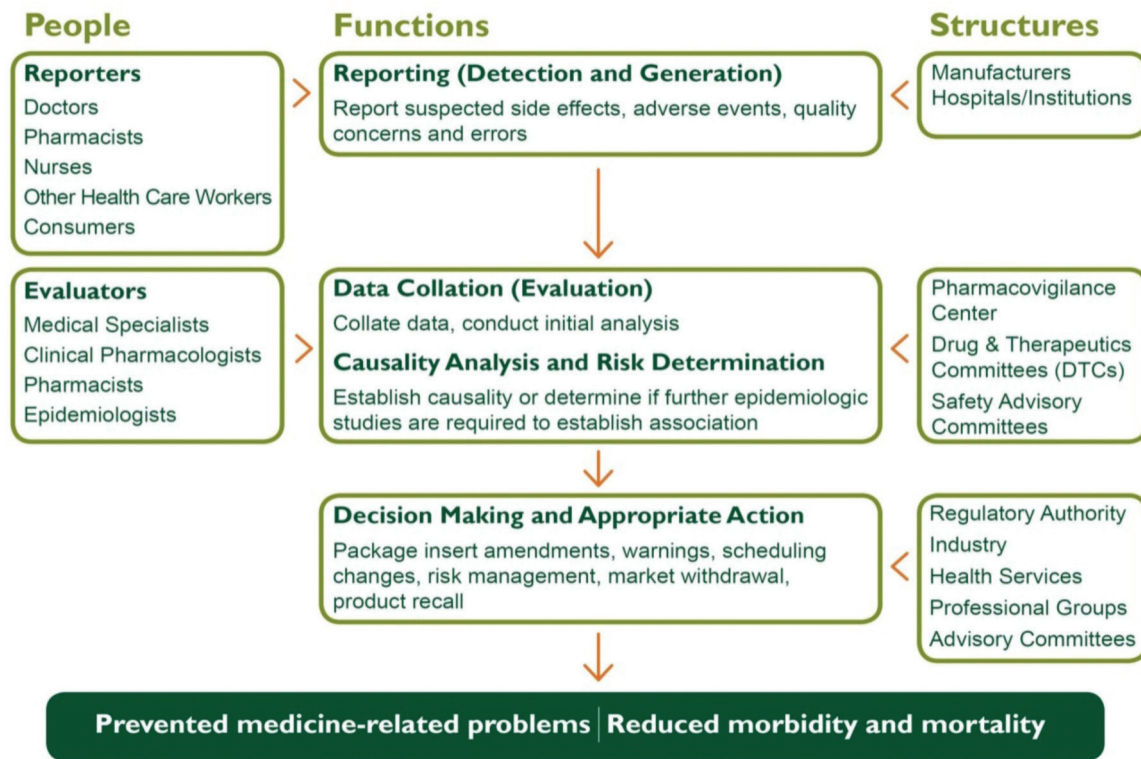 People
Functions
Structures
Reporters
Doctors
Pharmacists
Nurses
Other Health Care Workers
Consumers
Reporting (Detection and Generation)
Report suspected side effects, adverse events, quality
concerns and errors
Manufacturers
Hospitals/Institutions
Evaluators
Medical Specialists
Clinical Pharmacologists
Pharmacists
Epidemiologists
Data Collation (Evaluation)
Collate data, conduct initial analysis
Causality Analysis and Risk Determination
Establish causality or determine if further epidemiologic
studies are required to establish association
Pharmacovigilance
Center
Drug & Therapeutics
Committees (DTCs)
Safety Advisory
Committees
Decision Making and Appropriate Action
Package insert amendments, warnings, scheduling
changes, risk management, market withdrawal,
product recall
Regulatory Authority
Industry
Health Services
Professional Groups
Advisory Committees
Prevented medicine-related problems | Reduced morbidity and mortality